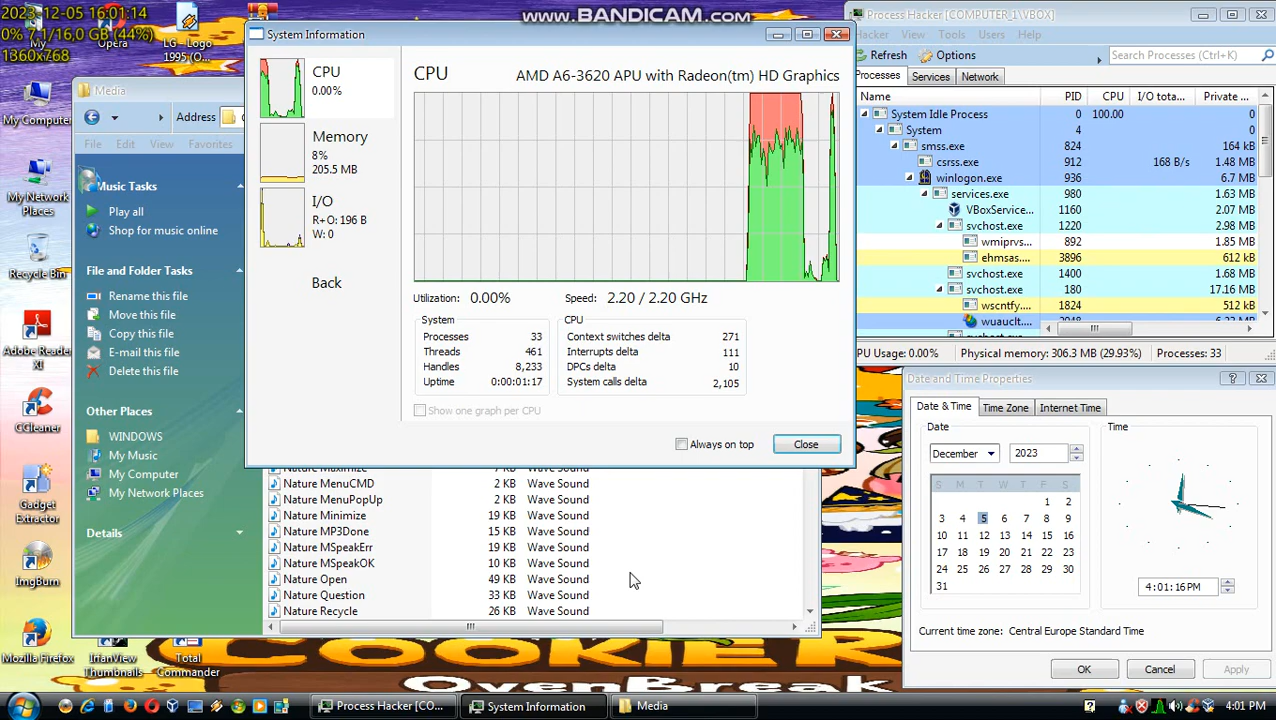 2023-12-05 16:01:14
0% 7,1/16,0 GB (44%)
1360x768
My Computer
My Network Places
Recycle Bin
Adobe Reader XI
CCleaner
Gadget Extractor
ImgBurn
Mozilla Firefox
Opera
LG - Logo 1995 (O...
IrfanView Thumbnails
Total Commander
www.BANDICAM.com
Media
Address
File Edit View Favorites
Music Tasks
Play all
Shop for music online
File and Folder Tasks
Rename this file
Move this file
Copy this file
E-mail this file
Delete this file
Other Places
WINDOWS
My Music
My Computer
My Network Places
Details
System Information
CPU
0.00%
Memory
8%
205.5 MB
I/O
R+O: 196 B
W: 0
Back
CPU AMD A6-3620 APU with Radeon(tm) HD Graphics
Utilization: 0.00% Speed: 2.20 / 2.20 GHz
System
Processes 33
Threads 461
Handles 8,233
Uptime 0:00:01:17
CPU
Context switches delta 271
Interrupts delta 111
DPCs delta 10
System calls delta 2,105
Show one graph per CPU
Always on top
Close
Nature Maximize 7 KB Wave Sound
Nature MenuCMD 2 KB Wave Sound
Nature MenuPopUp 2 KB Wave Sound
Nature Minimize 19 KB Wave Sound
Nature MP3Done 15 KB Wave Sound
Nature MSpeakErr 19 KB Wave Sound
Nature MSpeakOK 10 KB Wave Sound
Nature Open 49 KB Wave Sound
Nature Question 33 KB Wave Sound
Nature Recycle 26 KB Wave Sound
Process Hacker [COMPUTER_1\VBOX]
Hacker View Tools Users Help
Refresh Options Search Processes (Ctrl+K)
Processes Services Network
Name PID CPU I/O tota... Private ...
System Idle Process 0 100.00 0
System 4 0
smss.exe 824 164 kB
csrss.exe 912 168 B/s 1.48 MB
winlogon.exe 936 6.7 MB
services.exe 980 1.63 MB
VBoxService... 1160 2.07 MB
svchost.exe 1220 2.98 MB
wmiprvs... 892 1.85 MB
ehmsas.... 3896 612 kB
svchost.exe 1400 1.68 MB
svchost.exe 180 17.16 MB
wscntfy.... 1824 512 kB
wuauclt....
CPU Usage: 0.00% Physical memory: 306.3 MB (29.93%) Processes: 33
Date and Time Properties
Date & Time Time Zone Internet Time
Date
December 2023
S M T W T F S
1 2
3 4 5 6 7 8 9
10 11 12 13 14 15 16
17 18 19 20 21 22 23
24 25 26 27 28 29 30
31
Time
4:01:16 PM
Current time zone: Central Europe Standard Time
OK Cancel Apply
COOKIE R
OvenBreak
Process Hacker [CO...
System Information
Media
4:01 PM